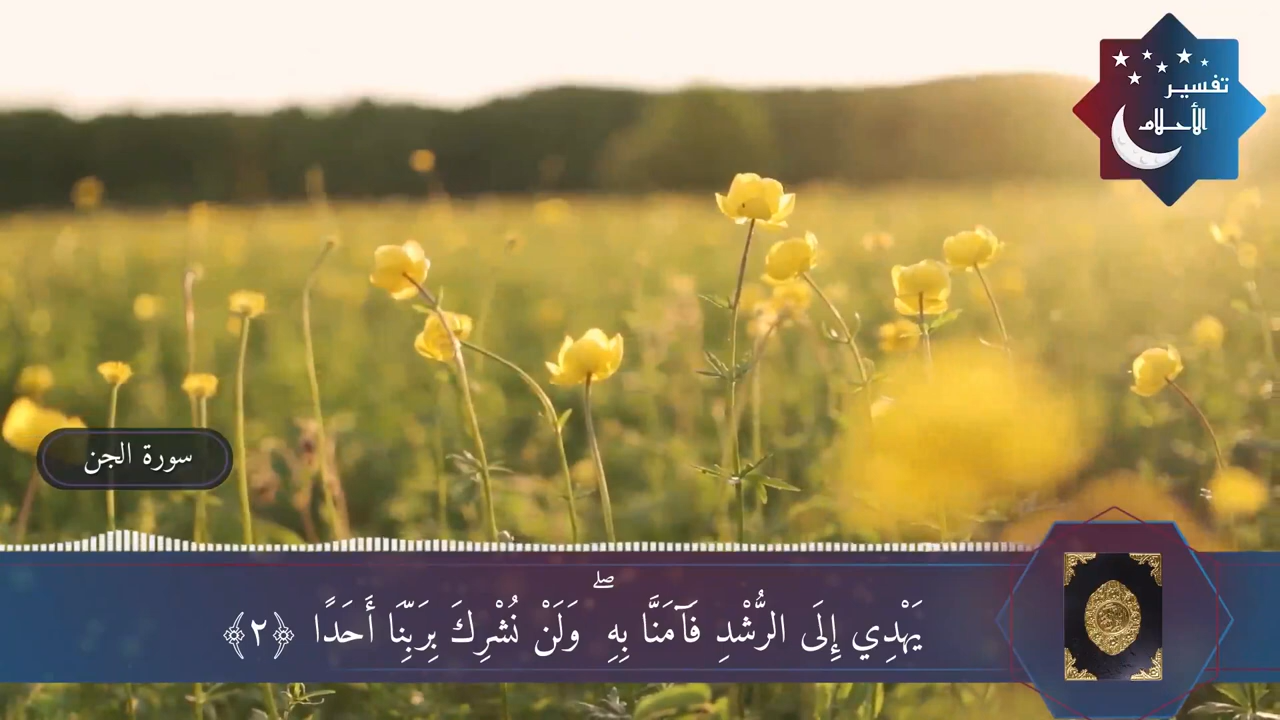 تفسير
الأحلام
سورة الجن
يَهْدِي إِلَى الرُّشْدِ فَآمَنَّا بِهِ ۖ وَلَنْ نُشْرِكَ بِرَبِّنَا أَحَدًا ﴿٢﴾